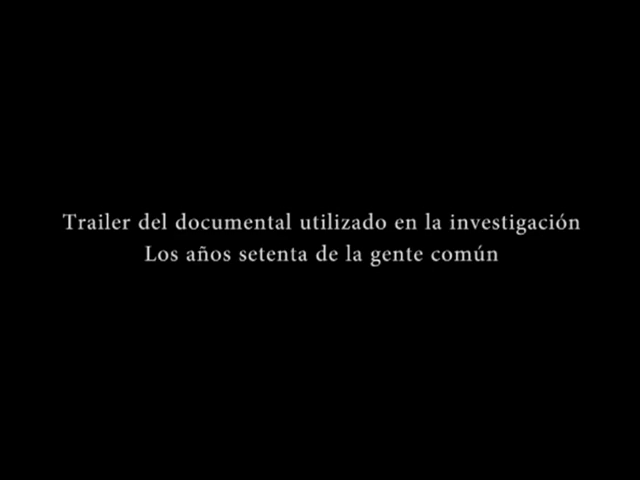 Trailer del documental utilizado en la investigación
Los años setenta de la gente común